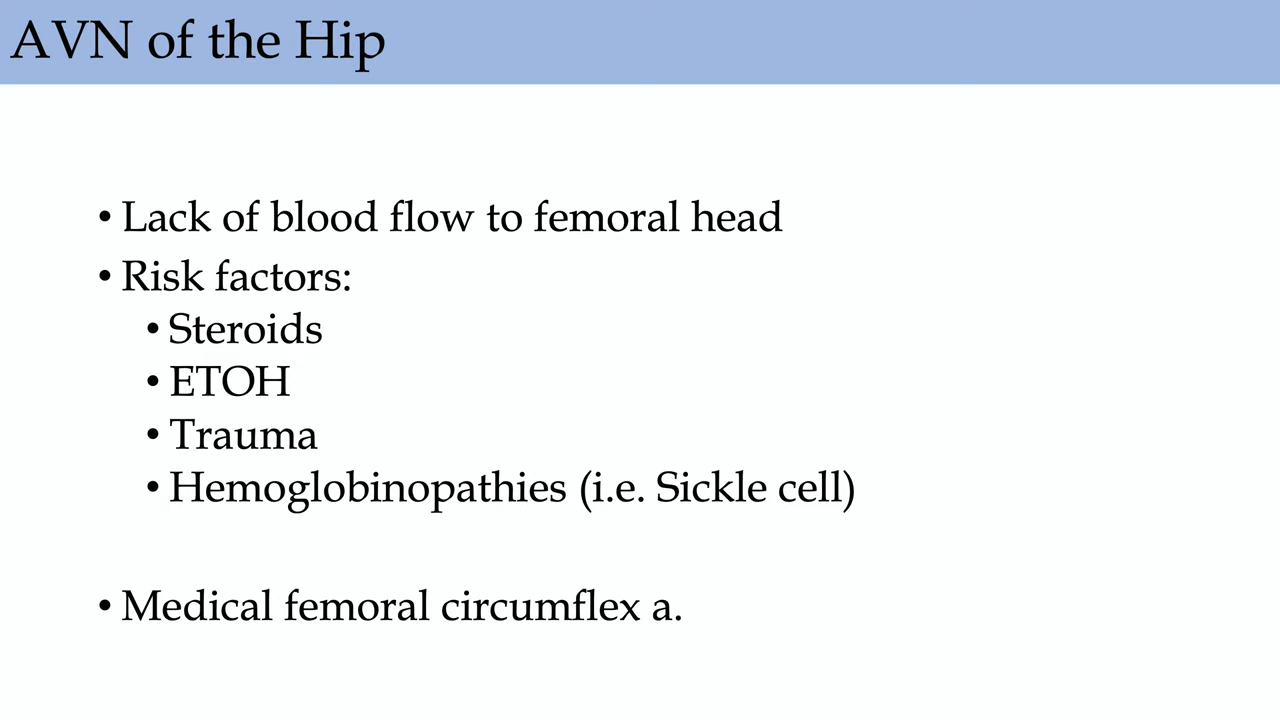 AVN of the Hip
• Lack of blood flow to femoral head
• Risk factors:
• Steroids
• ETOH
• Trauma
• Hemoglobinopathies (i.e. Sickle cell)
• Medical femoral circumflex a.